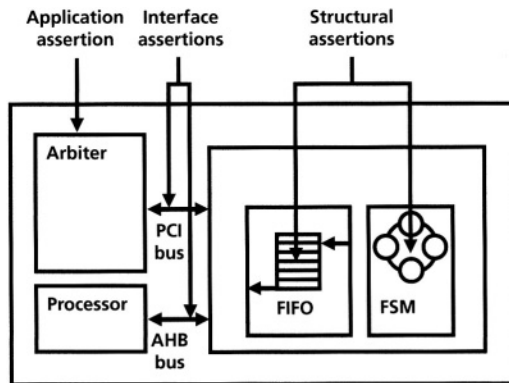 Application
assertion
Interface
assertions
Structural
assertions
Arbiter
PCI
bus
Processor
AHB
bus
FIFO
FSM